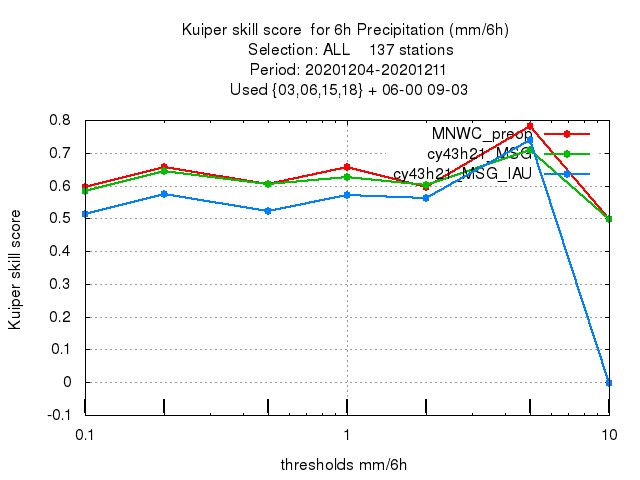 Kuiper skill score  for 6h Precipitation (mm/6h)
Selection: ALL    137 stations
Period: 20201204-20201211
Used {03,06,15,18} + 06-00 09-03
MNWC_preop
cy43h21_MSG
cy43h21_MSG_IAU
0.8
0.7
0.6
0.5
0.4
0.3
0.2
0.1
0
-0.1
Kuiper skill score
0.1
1
10
thresholds mm/6h